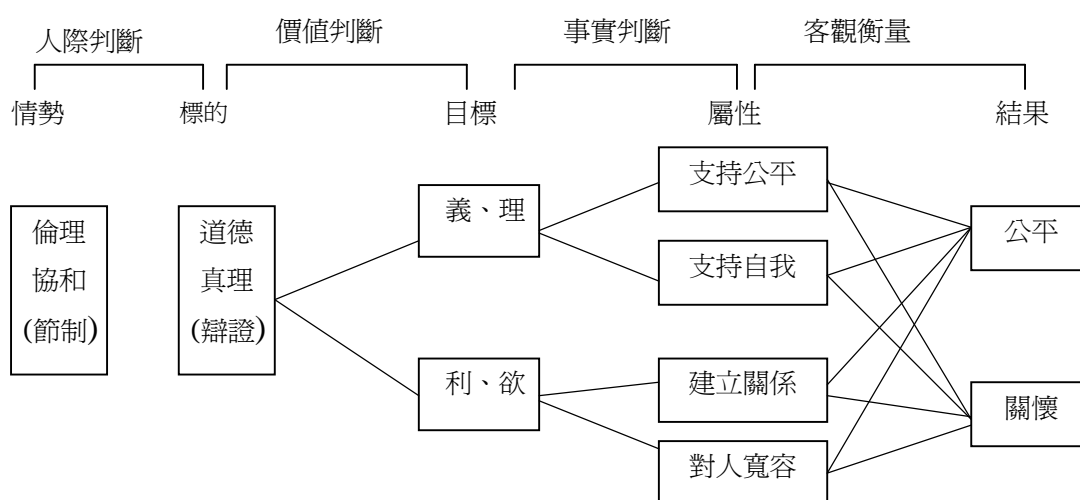 人際判斷
價值判斷
事實判斷
客觀衡量
情勢
標的
目標
屬性
結果
倫理
協和
(節制)
道德
真理
(辯證)
義、理
利、欲
支持公平
支持自我
建立關係
對人寬容
公平
關懷